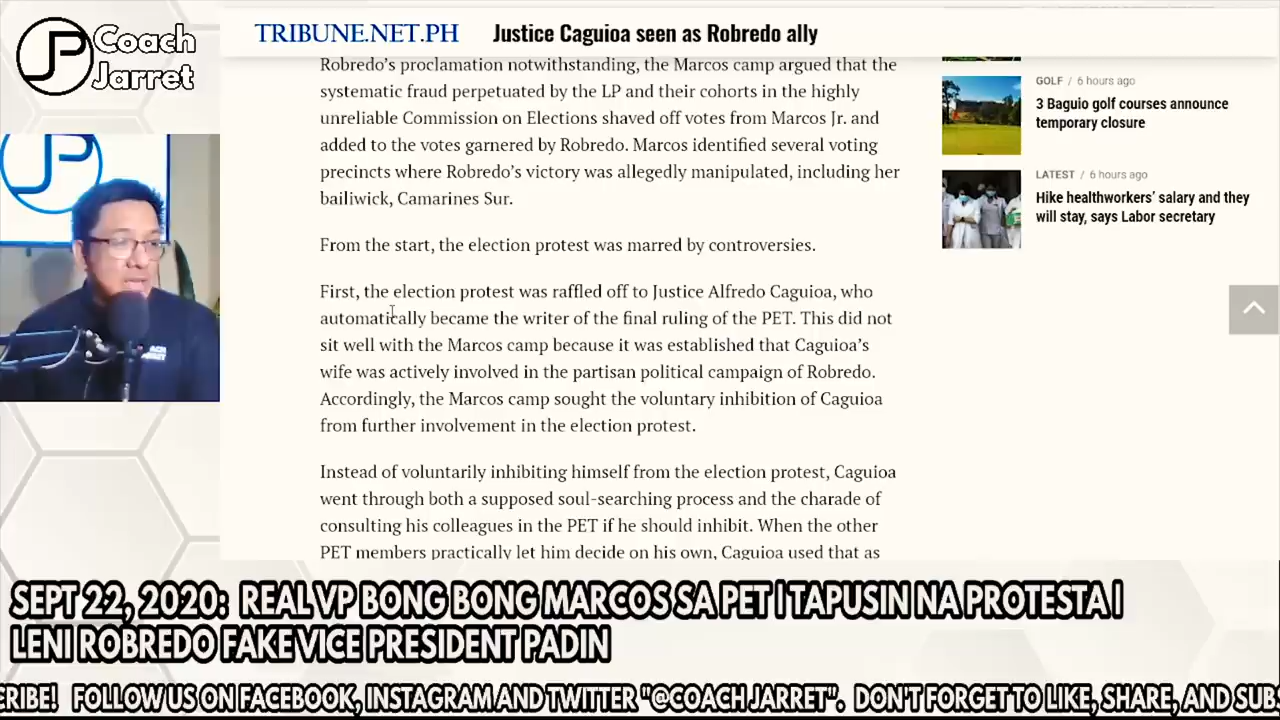 Coach
Jarret
TRIBUNE.NET.PH
Justice Caguioa seen as Robredo ally
Robredo’s proclamation notwithstanding, the Marcos camp argued that the
systematic fraud perpetuated by the LP and their cohorts in the highly
unreliable Commission on Elections shaved off votes from Marcos Jr. and
added to the votes garnered by Robredo. Marcos identified several voting
precincts where Robredo’s victory was allegedly manipulated, including her
bailiwick, Camarines Sur.
From the start, the election protest was marred by controversies.
First, the election protest was raffled off to Justice Alfredo Caguioa, who
automatically became the writer of the final ruling of the PET. This did not
sit well with the Marcos camp because it was established that Caguioa’s
wife was actively involved in the partisan political campaign of Robredo.
Accordingly, the Marcos camp sought the voluntary inhibition of Caguioa
from further involvement in the election protest.
Instead of voluntarily inhibiting himself from the election protest, Caguioa
went through both a supposed soul-searching process and the charade of
consulting his colleagues in the PET if he should inhibit. When the other
PET members practically let him decide on his own, Caguioa used that as
GOLF / 6 hours ago
3 Baguio golf courses announce
temporary closure
LATEST / 6 hours ago
Hike healthworkers’ salary and they
will stay, says Labor secretary
SEPT 22, 2020: REAL VP BONG BONG MARCOS SA PET | TAPUSIN NA PROTESTA |
LENI ROBREDO FAKE VICE PRESIDENT PADIN
CRIBE! FOLLOW US ON FACEBOOK, INSTAGRAM AND TWITTER "@COACH JARRET". DON'T FORGET TO LIKE, SHARE, AND SUBS